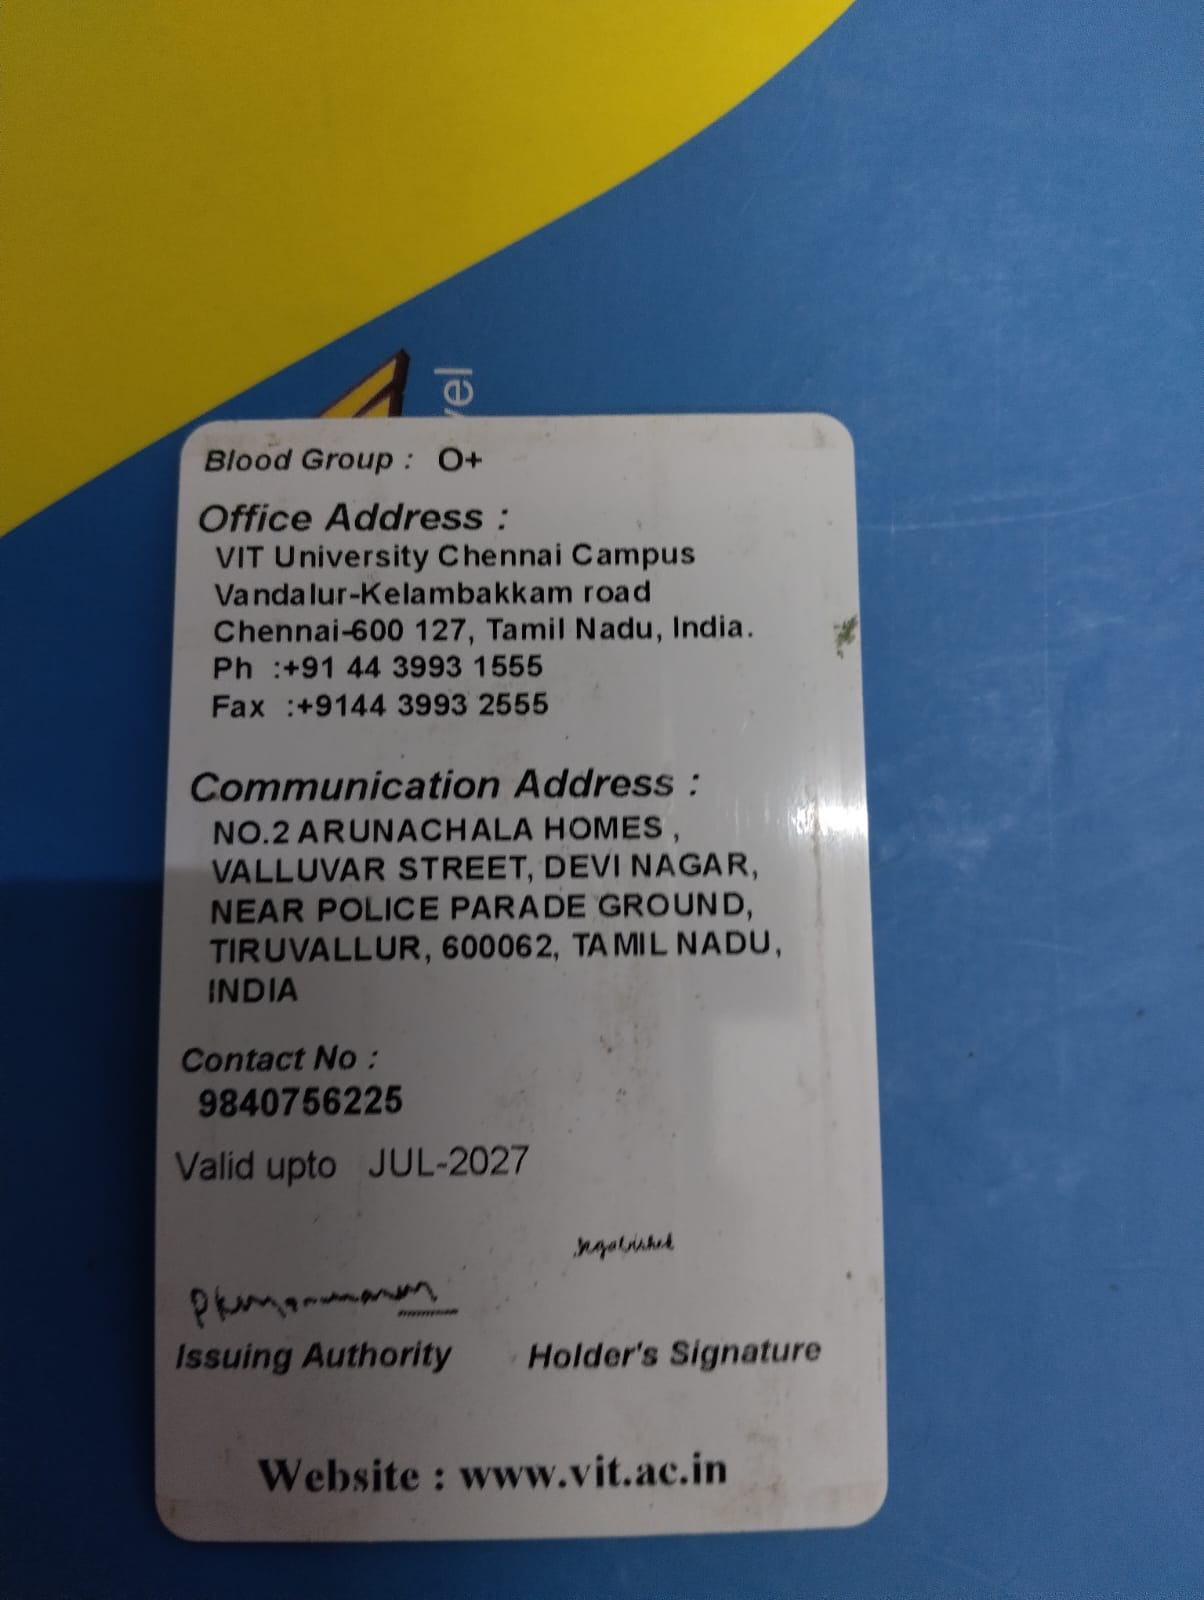 vel
Blood Group : O+
Office Address :
VIT University Chennai Campus
Vandalur-Kelambakkam road
Chennai-600 127, Tamil Nadu, India.
Ph :+91 44 3993 1555
Fax :+9144 3993 2555
Communication Address :
NO.2 ARUNACHALA HOMES ,
VALLUVAR STREET, DEVI NAGAR,
NEAR POLICE PARADE GROUND,
TIRUVALLUR, 600062, TAMIL NADU,
INDIA
Contact No :
9840756225
Valid upto JUL-2027
Issuing Authority Holder's Signature
Website : www.vit.ac.in